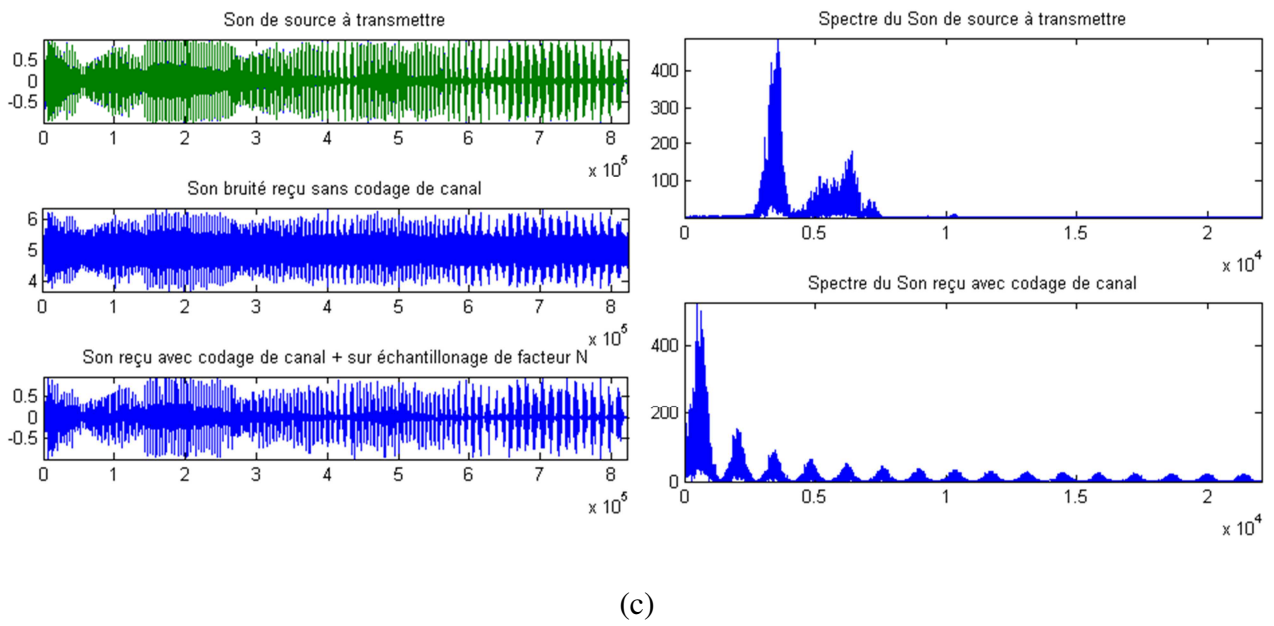 Son de source à transmettre
0.5
0
-0.5
0 1 2 3 4 5 6 7 8
x 10^5
Son bruité reçu sans codage de canal
6
5
4
0 1 2 3 4 5 6 7 8
x 10^5
Son reçu avec codage de canal + sur échantillonage de facteur N
0.5
0
-0.5
0 1 2 3 4 5 6 7 8
x 10^5
Spectre du Son de source à transmettre
400
300
200
100
0 0.5 1 1.5 2
x 10^4
Spectre du Son reçu avec codage de canal
400
200
0
0 0.5 1 1.5 2
x 10^4
(c)